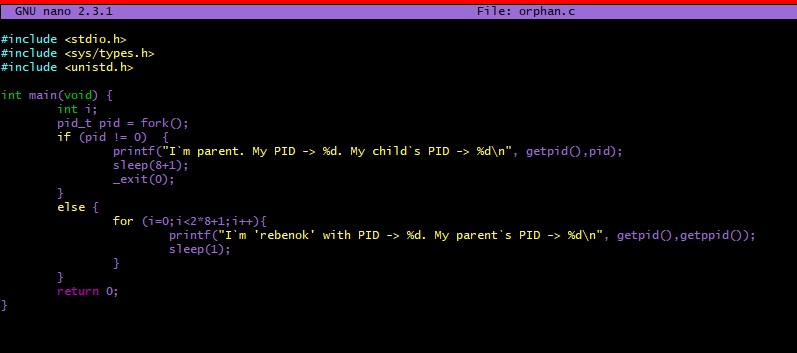 GNU nano 2.3.1 File: orphan.c
#include <stdio.h>
#include <sys/types.h>
#include <unistd.h>
int main(void) {
int i;
pid_t pid = fork();
if (pid != 0)  {
printf("I`m parent. My PID -> %d. My child`s PID -> %d\n", getpid(),pid);
sleep(8+1);
_exit(0);
}
else {
for (i=0;i<2*8+1;i++){
printf("I`m 'rebenok' with PID -> %d. My parent`s PID -> %d\n", getpid(),getppid());
sleep(1);
}
}
return 0;
}